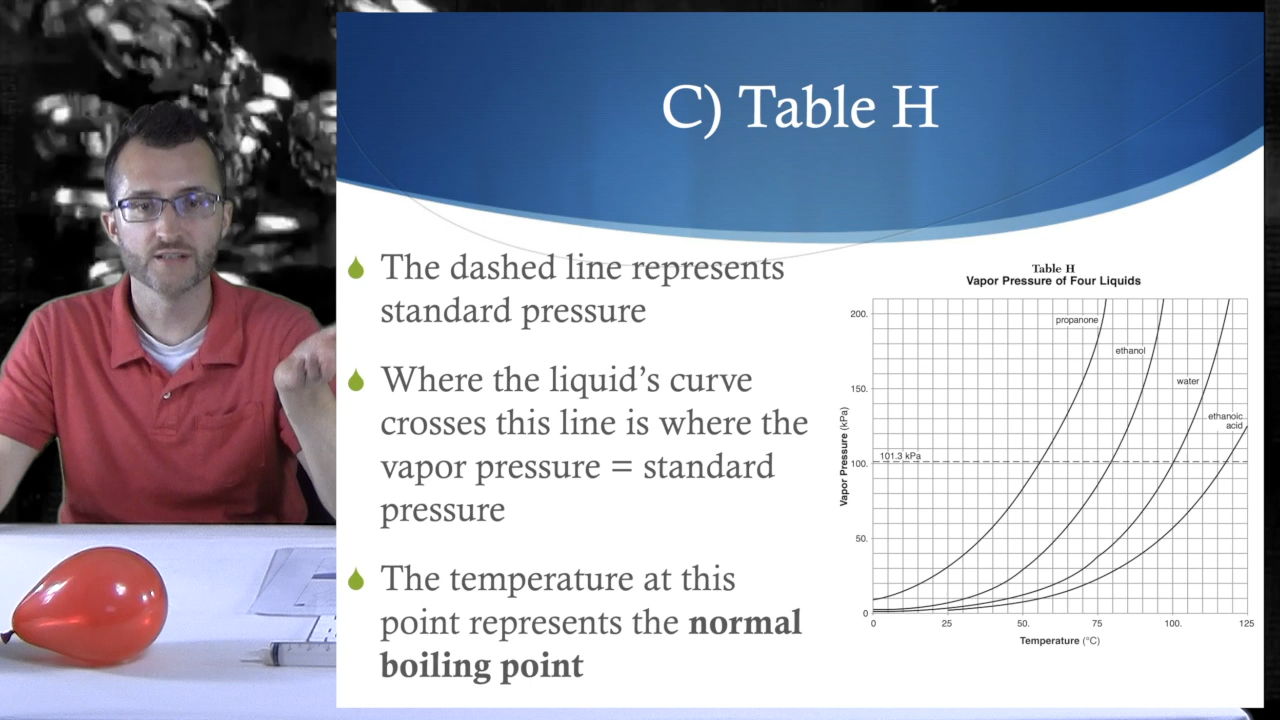 C) Table H
The dashed line represents
standard pressure
Where the liquid’s curve
crosses this line is where the
vapor pressure = standard
pressure
The temperature at this
point represents the normal
boiling point
Table H
Vapor Pressure of Four Liquids
Vapor Pressure (kPa)
200.
150.
100.
50.
0
101.3 kPa
propanone
ethanol
water
ethanoic
acid
0
25
50.
75
100.
125
Temperature (°C)